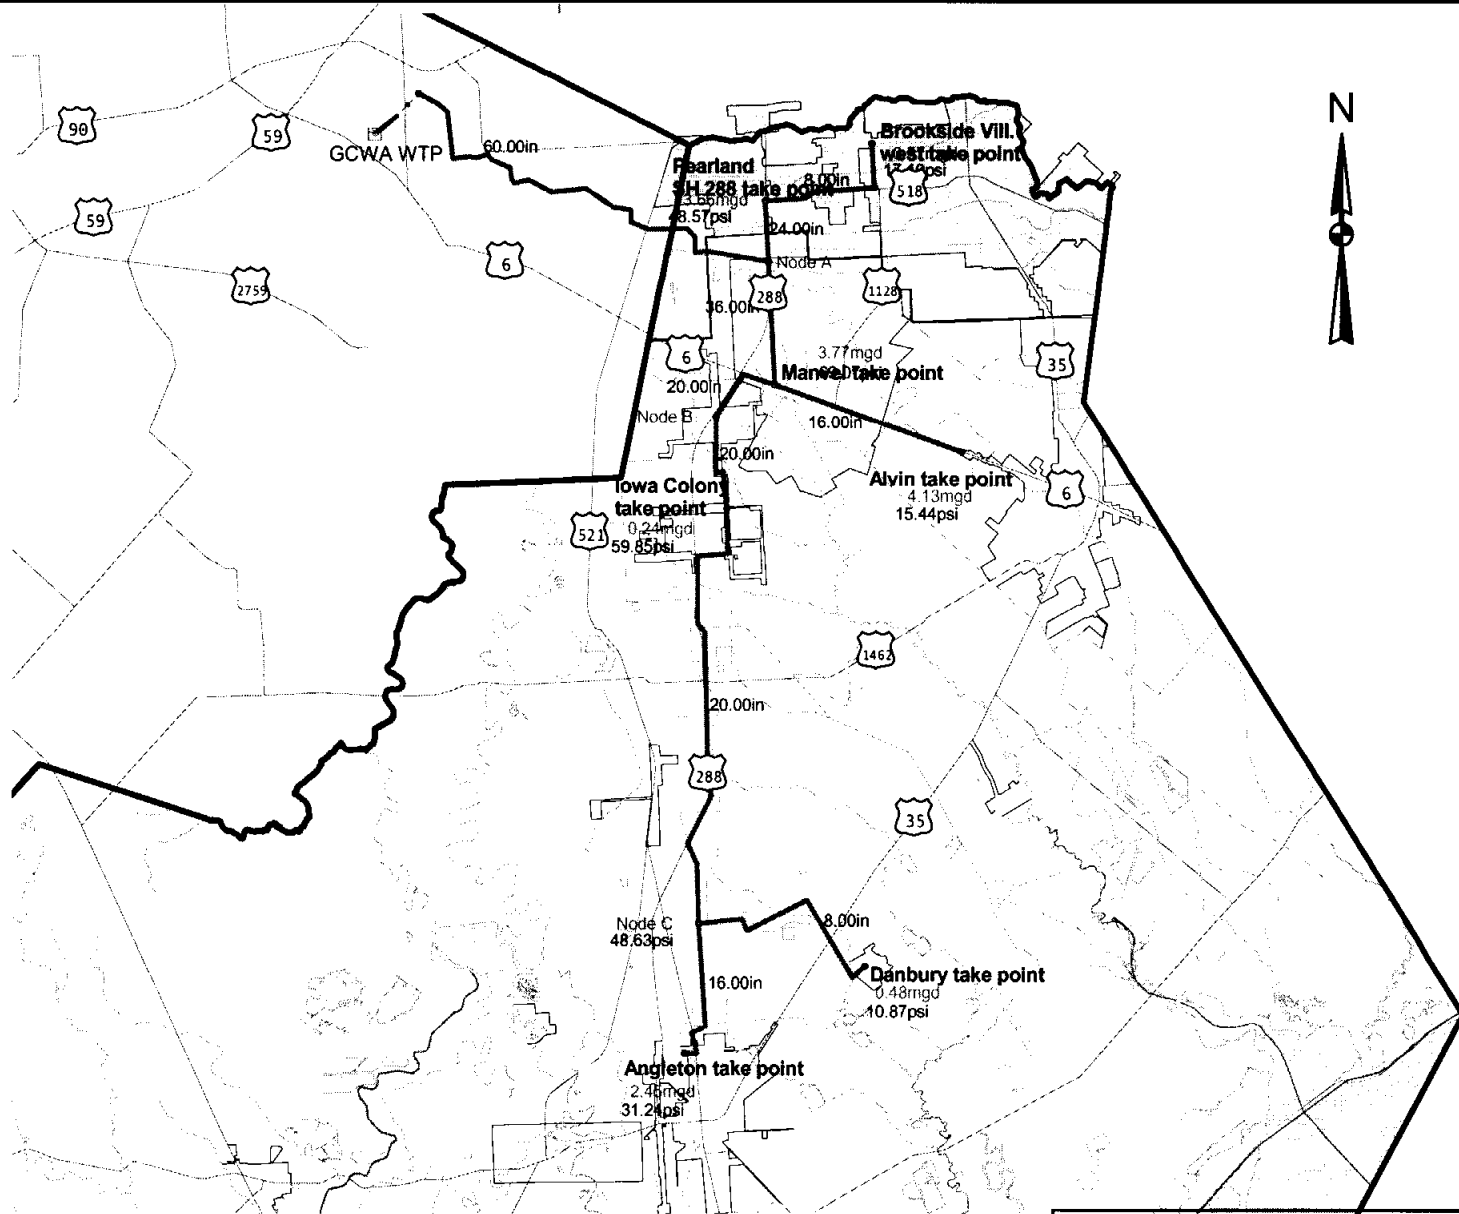 N
90
59
GCWA WTP
60.00in
59
6
2759
Brookside Vill.
west take point
518
Pearland
SH 288 take point
48.57psi
8.00in
24.00in
Node A
288
1128
36.00in
6
35
3.77mgd
Manvel take point
20.00in
Node B
16.00in
20.00in
Iowa Colony
take point
0.24mgd
59.85psi
521
Alvin take point
4.13mgd
15.44psi
6
1462
20.00in
288
35
Node C
48.63psi
8.00in
16.00in
Danbury take point
0.48mgd
10.87psi
Angleton take point
31.24psi